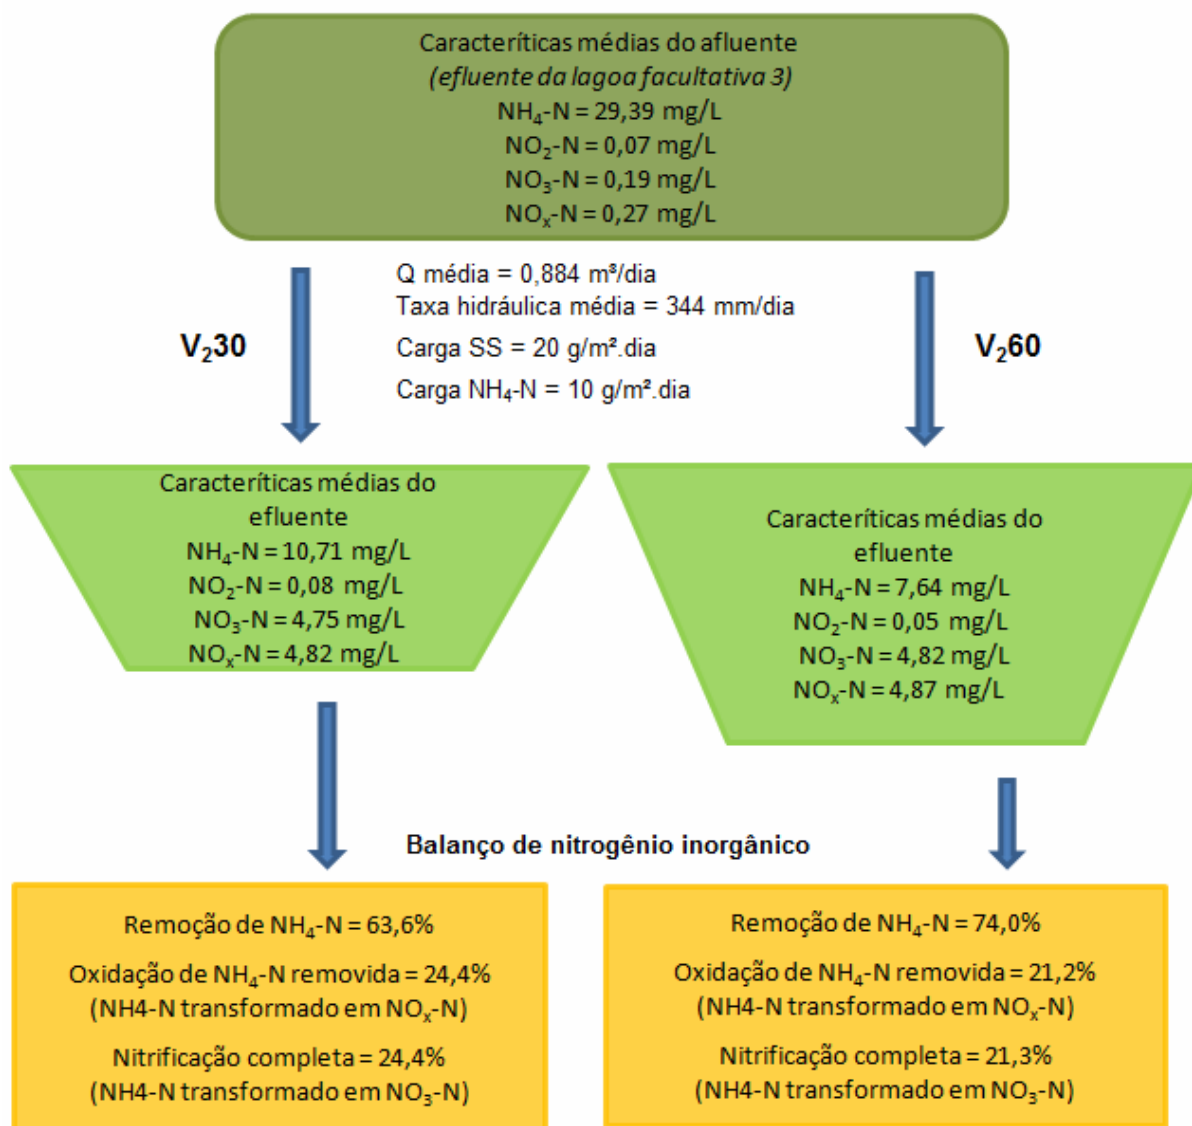 Caracteríticas médias do afluente
(efluente da lagoa facultativa 3)
NH₄-N = 29,39 mg/L
NO₂-N = 0,07 mg/L
NO₃-N = 0,19 mg/L
NOₓ-N = 0,27 mg/L
Q média = 0,884 m³/dia
Taxa hidráulica média = 344 mm/dia
Carga SS = 20 g/m².dia
Carga NH₄-N = 10 g/m².dia
V₂30
V₂60
Caracteríticas médias do
efluente
NH₄-N = 10,71 mg/L
NO₂-N = 0,08 mg/L
NO₃-N = 4,75 mg/L
NOₓ-N = 4,82 mg/L
Caracteríticas médias do
efluente
NH₄-N = 7,64 mg/L
NO₂-N = 0,05 mg/L
NO₃-N = 4,82 mg/L
NOₓ-N = 4,87 mg/L
Balanço de nitrogênio inorgânico
Remoção de NH₄-N = 63,6%
Oxidação de NH₄-N removida = 24,4%
(NH4-N transformado em NOₓ-N)
Nitrificação completa = 24,4%
(NH4-N transformado em NO₃-N)
Remoção de NH₄-N = 74,0%
Oxidação de NH₄-N removida = 21,2%
(NH4-N transformado em NOₓ-N)
Nitrificação completa = 21,3%
(NH4-N transformado em NO₃-N)